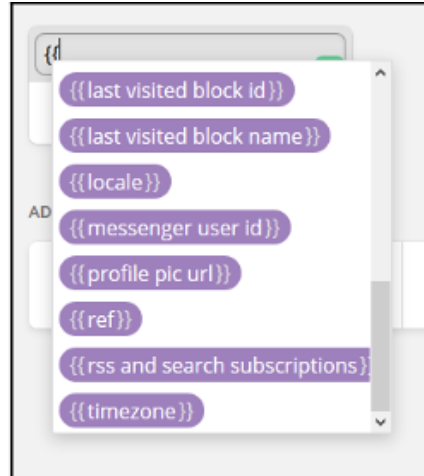 {{
{{last visited block id}}
{{last visited block name}}
{{locale}}
AD
{{messenger user id}}
{{profile pic url}}
{{ref}}
{{rss and search subscriptions}}
{{timezone}}